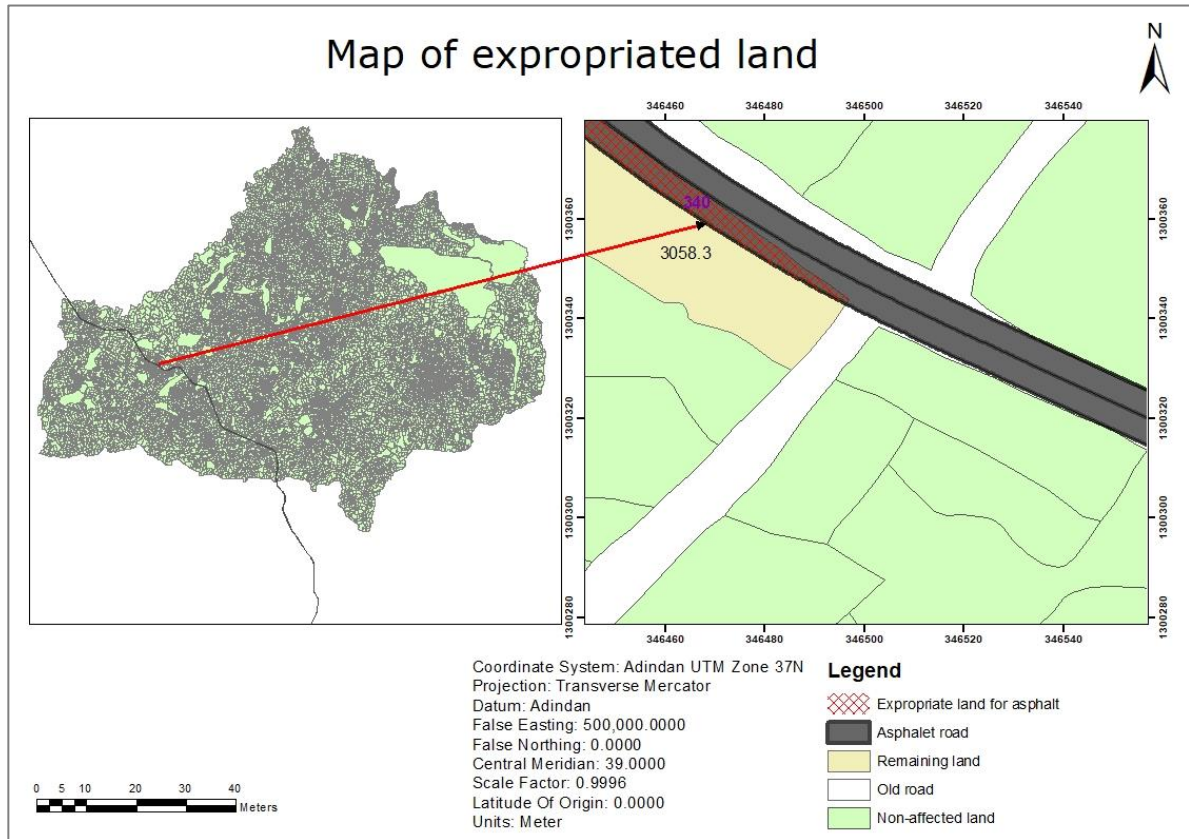 Map of expropriated land
N
346460 346480 346500 346520 346540
1300360 1300360
340
3058.3
1300340 1300340
1300320 1300320
1300300 1300300
1300280 1300280
346460 346480 346500 346520 346540
Coordinate System: Adindan UTM Zone 37N
Projection: Transverse Mercator
Datum: Adindan
False Easting: 500,000.0000
False Northing: 0.0000
Central Meridian: 39.0000
Scale Factor: 0.9996
Latitude Of Origin: 0.0000
Units: Meter
Legend
Expropriate land for asphalt
Asphalet road
Remaining land
Old road
Non-affected land
0 5 10 20 30 40
Meters